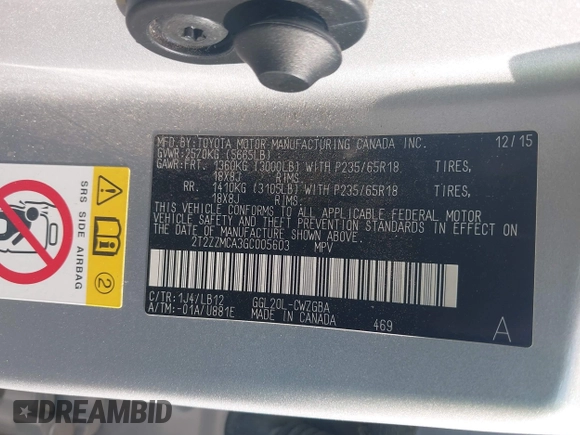 MFD.BY:TOYOTA MOTOR MANUFACTURING CANADA INC. 12/15
GVWR:2570KG (5665LB)
GAWR:FRT. 1360KG (3000LB) WITH P235/65R18 TIRES,
18X8J RIMS
RR. 1410KG (3105LB) WITH P235/65R18 TIRES,
18X8J RIMS
THIS VEHICLE CONFORMS TO ALL APPLICABLE FEDERAL MOTOR
VEHICLE SAFETY AND THEFT PREVENTION STANDARDS IN EFFECT ON
THE DATE OF MANUFACTURE SHOWN ABOVE.
2T2ZZMCA3GC005603 MPV
C/TR:1J4/LB12 GGL20L-CWZGBA
A/TM:-01A/U881E MADE IN CANADA 469 A
SRS SIDE AIRBAG
2
DREAMBID